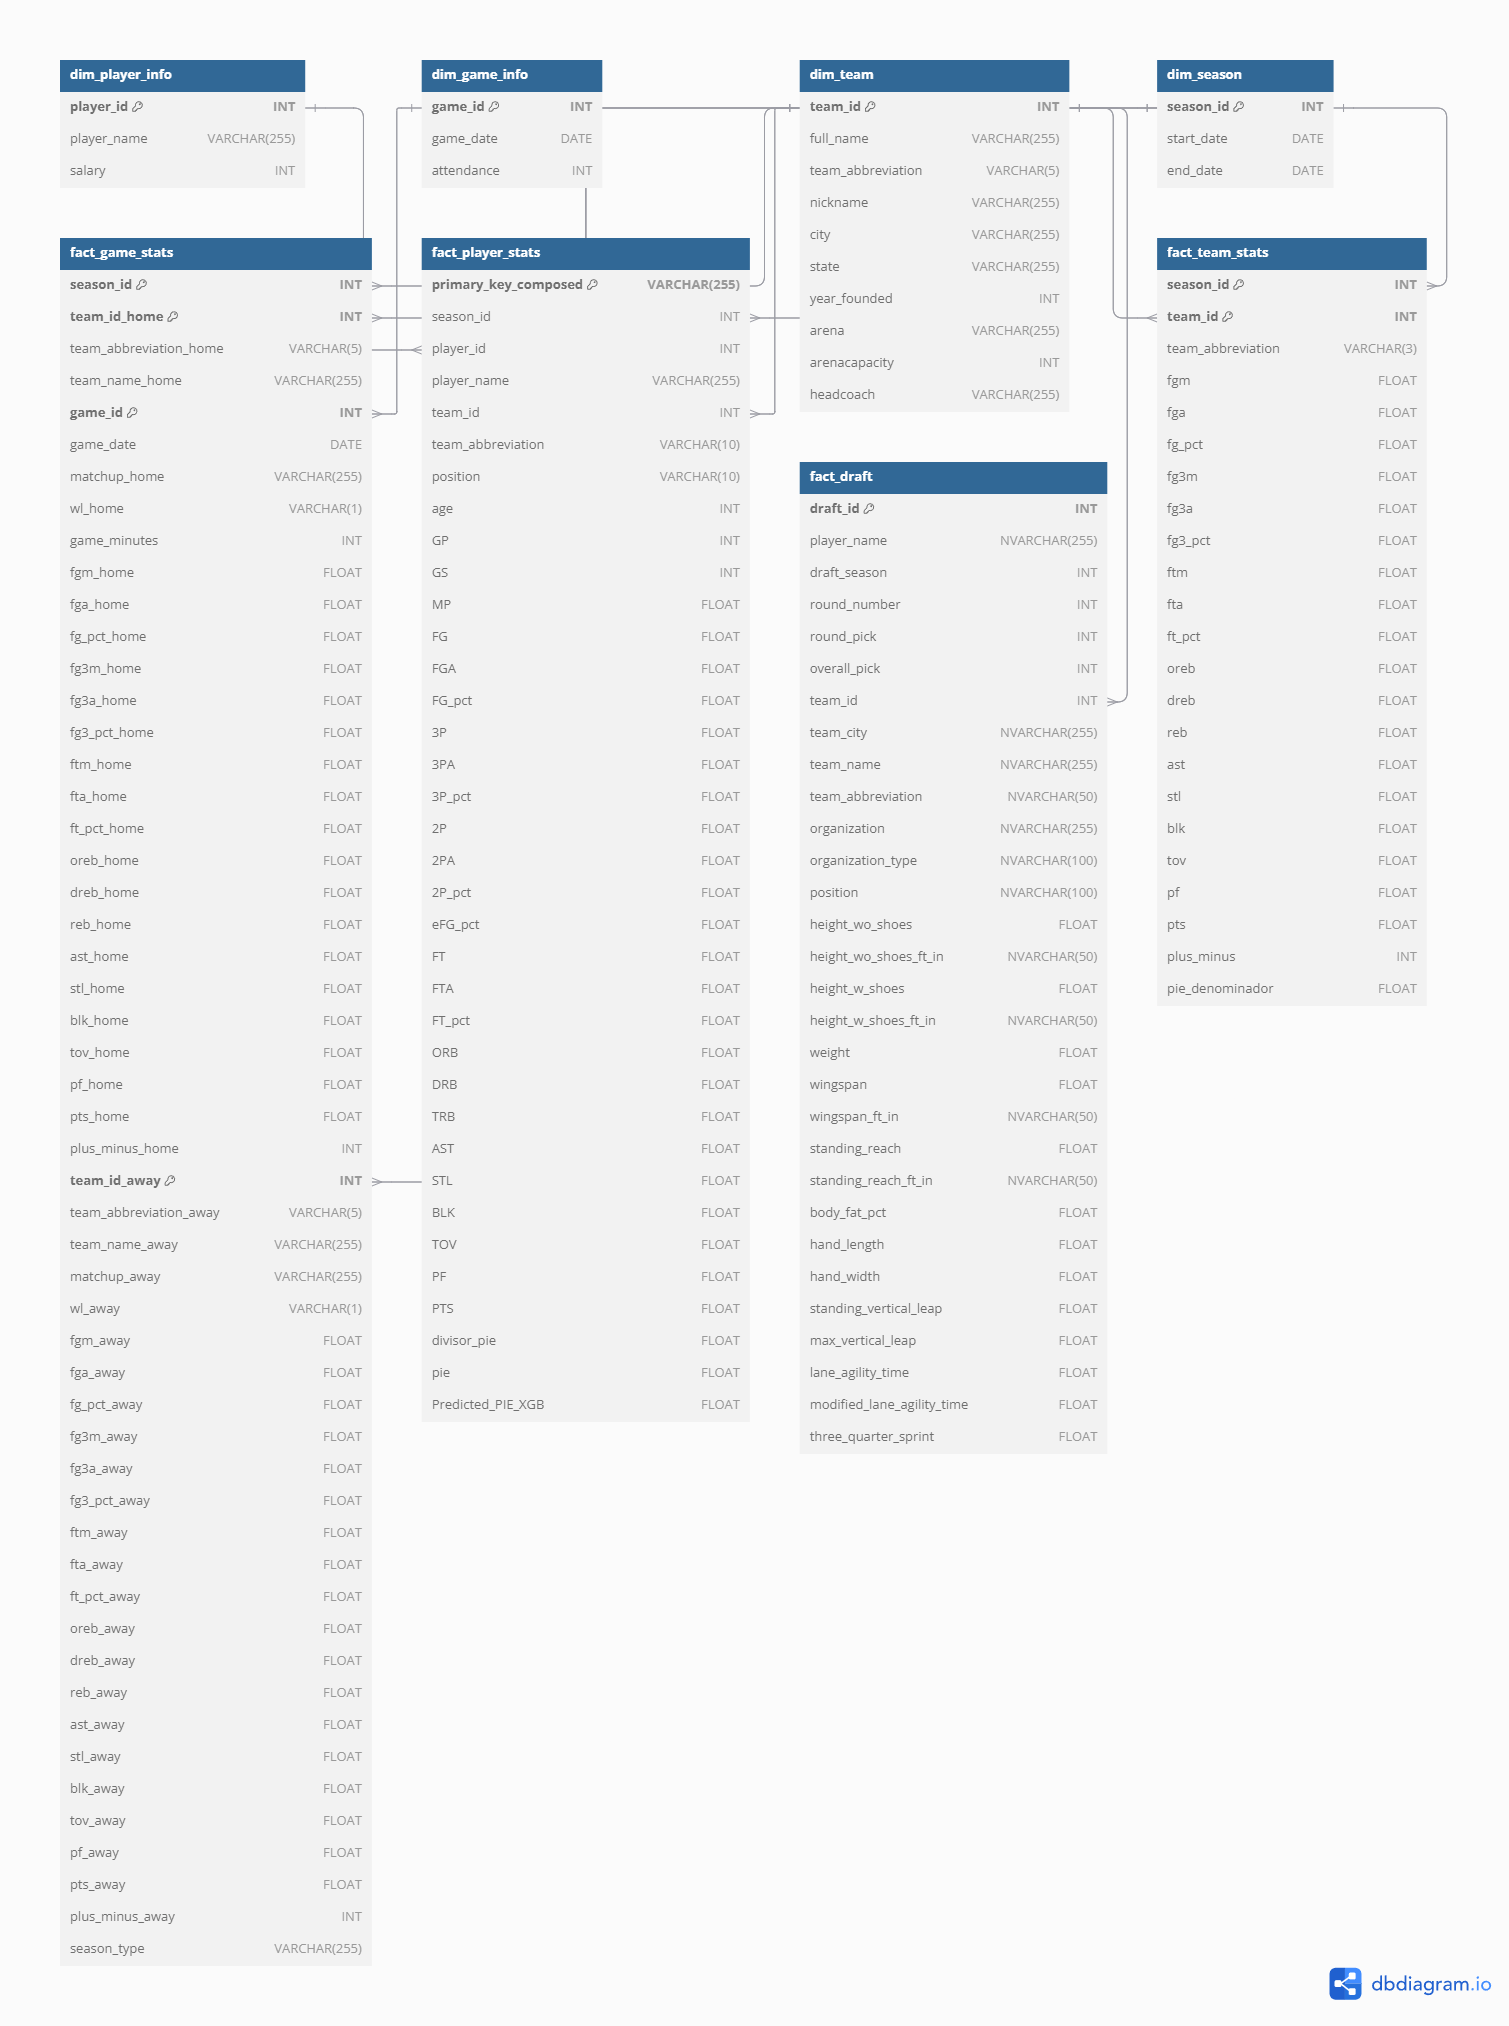 dim_player_info
player_id INT
player_name VARCHAR(255)
salary INT
dim_game_info
game_id INT
game_date DATE
attendance INT
dim_team
team_id INT
full_name VARCHAR(255)
team_abbreviation VARCHAR(5)
nickname VARCHAR(255)
city VARCHAR(255)
state VARCHAR(255)
year_founded INT
arena VARCHAR(255)
arenacapacity INT
headcoach VARCHAR(255)
dim_season
season_id INT
start_date DATE
end_date DATE
fact_game_stats
season_id INT
team_id_home INT
team_abbreviation_home VARCHAR(5)
team_name_home VARCHAR(255)
game_id INT
game_date DATE
matchup_home VARCHAR(255)
wl_home VARCHAR(1)
game_minutes INT
fgm_home FLOAT
fga_home FLOAT
fg_pct_home FLOAT
fg3m_home FLOAT
fg3a_home FLOAT
fg3_pct_home FLOAT
ftm_home FLOAT
fta_home FLOAT
ft_pct_home FLOAT
oreb_home FLOAT
dreb_home FLOAT
reb_home FLOAT
ast_home FLOAT
stl_home FLOAT
blk_home FLOAT
tov_home FLOAT
pf_home FLOAT
pts_home FLOAT
plus_minus_home INT
team_id_away INT
team_abbreviation_away VARCHAR(5)
team_name_away VARCHAR(255)
matchup_away VARCHAR(255)
wl_away VARCHAR(1)
fgm_away FLOAT
fga_away FLOAT
fg_pct_away FLOAT
fg3m_away FLOAT
fg3a_away FLOAT
fg3_pct_away FLOAT
ftm_away FLOAT
fta_away FLOAT
ft_pct_away FLOAT
oreb_away FLOAT
dreb_away FLOAT
reb_away FLOAT
ast_away FLOAT
stl_away FLOAT
blk_away FLOAT
tov_away FLOAT
pf_away FLOAT
pts_away FLOAT
plus_minus_away INT
season_type VARCHAR(255)
fact_player_stats
primary_key_composed VARCHAR(255)
season_id INT
player_id INT
player_name VARCHAR(255)
team_id INT
team_abbreviation VARCHAR(10)
position VARCHAR(10)
age INT
GP INT
GS INT
MP FLOAT
FG FLOAT
FGA FLOAT
FG_pct FLOAT
3P FLOAT
3PA FLOAT
3P_pct FLOAT
2P FLOAT
2PA FLOAT
2P_pct FLOAT
eFG_pct FLOAT
FT FLOAT
FTA FLOAT
FT_pct FLOAT
ORB FLOAT
DRB FLOAT
TRB FLOAT
AST FLOAT
STL FLOAT
BLK FLOAT
TOV FLOAT
PF FLOAT
PTS FLOAT
divisor_pie FLOAT
pie FLOAT
Predicted_PIE_XGB FLOAT
fact_draft
draft_id INT
player_name NVARCHAR(255)
draft_season INT
round_number INT
round_pick INT
overall_pick INT
team_id INT
team_city NVARCHAR(255)
team_name NVARCHAR(255)
team_abbreviation NVARCHAR(50)
organization NVARCHAR(255)
organization_type NVARCHAR(100)
position NVARCHAR(100)
height_wo_shoes FLOAT
height_wo_shoes_ft_in NVARCHAR(50)
height_w_shoes FLOAT
height_w_shoes_ft_in NVARCHAR(50)
weight FLOAT
wingspan FLOAT
wingspan_ft_in NVARCHAR(50)
standing_reach FLOAT
standing_reach_ft_in NVARCHAR(50)
body_fat_pct FLOAT
hand_length FLOAT
hand_width FLOAT
standing_vertical_leap FLOAT
max_vertical_leap FLOAT
lane_agility_time FLOAT
modified_lane_agility_time FLOAT
three_quarter_sprint FLOAT
fact_team_stats
season_id INT
team_id INT
team_abbreviation VARCHAR(3)
fgm FLOAT
fga FLOAT
fg_pct FLOAT
fg3m FLOAT
fg3a FLOAT
fg3_pct FLOAT
ftm FLOAT
fta FLOAT
ft_pct FLOAT
oreb FLOAT
dreb FLOAT
reb FLOAT
ast FLOAT
stl FLOAT
blk FLOAT
tov FLOAT
pf FLOAT
pts FLOAT
plus_minus INT
pie_denominador FLOAT
dbdiagram.io